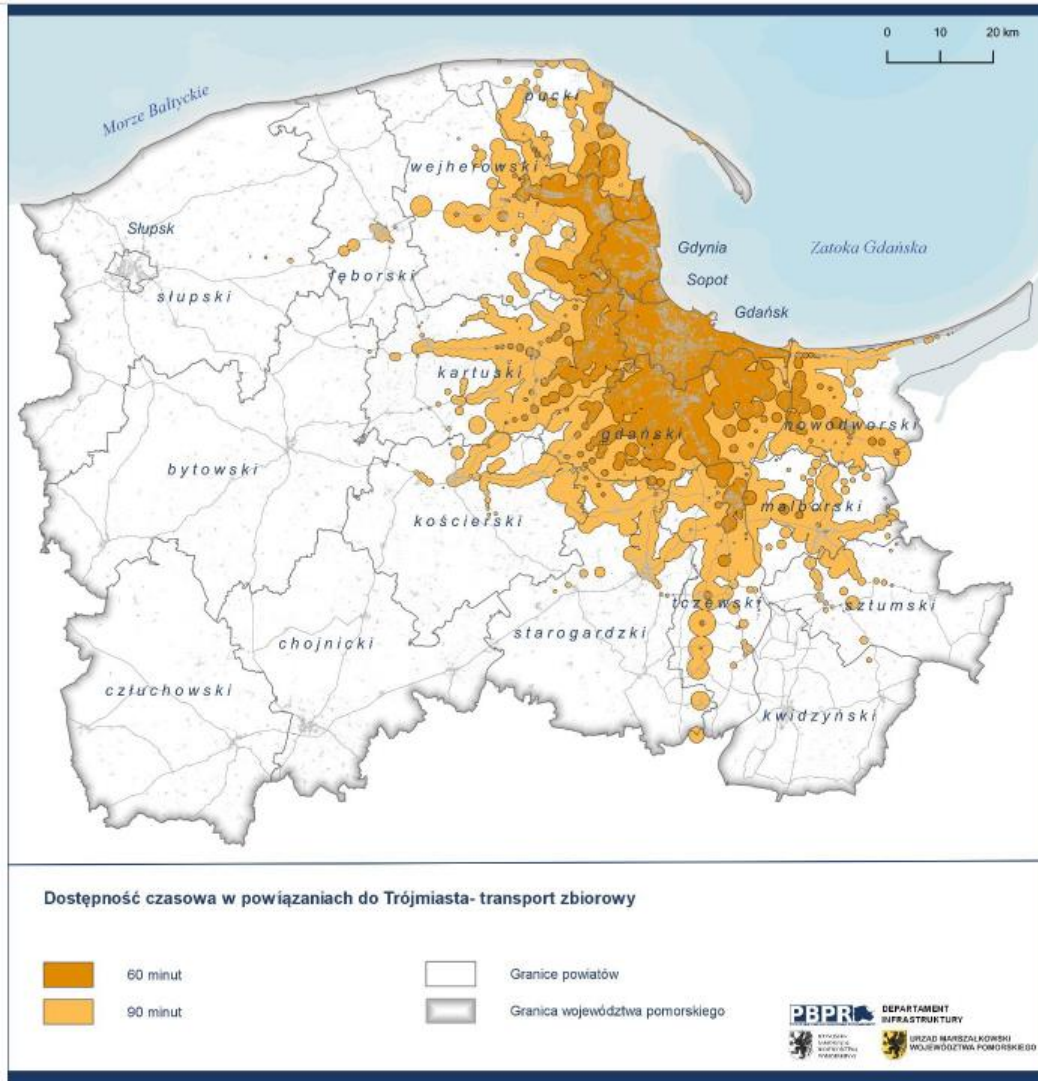 0 10 20 km
Morze Bałtyckie
pucki
wejherowski
Słupsk
Gdynia
Zatoka Gdańska
Sopot
słupski
lęborski
Gdańsk
kartuski
gdański
nowodworski
bytowski
malborski
kościerski
tczewski
sztumski
starogardzki
chojnicki
człuchowski
kwidzyński
Dostępność czasowa w powiązaniach do Trójmiasta- transport zbiorowy
60 minut
Granice powiatów
90 minut
Granica województwa pomorskiego
PBPR
DEPARTAMENT
INFRASTRUKTURY
URZĄD MARSZAŁKOWSKI
WOJEWÓDZTWA POMORSKIEGO